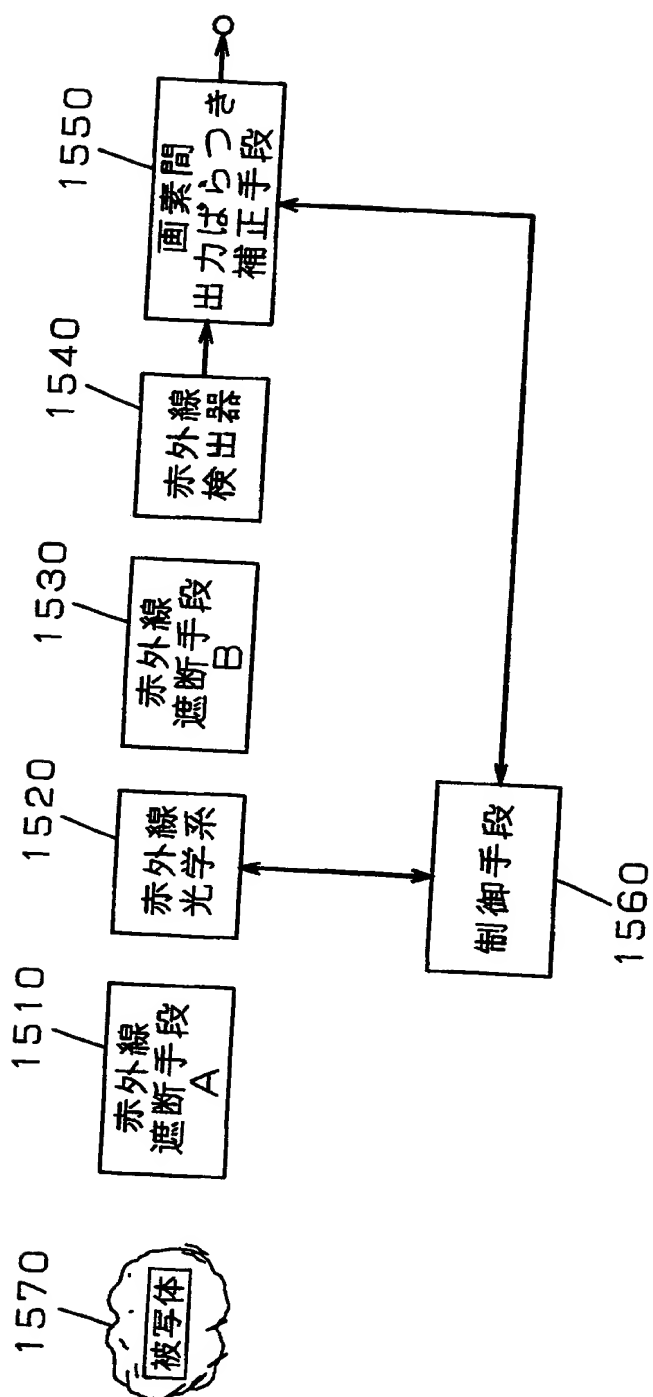 1570
被写体
1510
赤外線
遮断手段
A
1520
赤外線
光学系
1530
赤外線
遮断手段
B
1540
赤外線
検出器
1550
画素間
出力ばらつき
補正手段
制御手段
1560